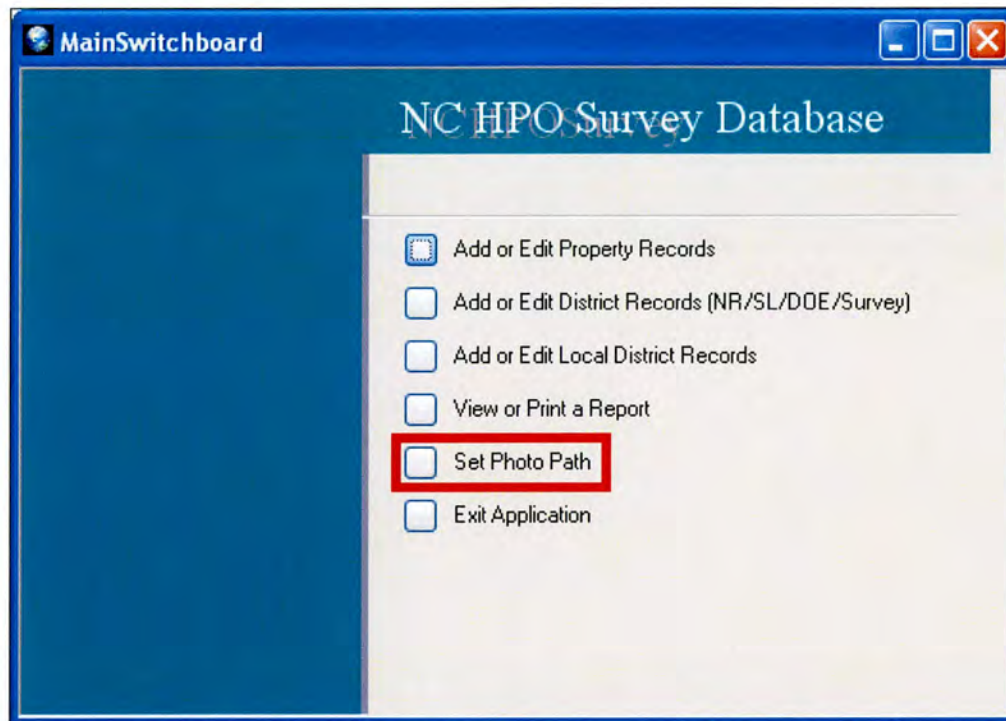 MainSwitchboard
NC HPO Survey Database
Add or Edit Property Records
Add or Edit District Records (NR/SL/DOE/Survey)
Add or Edit Local District Records
View or Print a Report
Set Photo Path
Exit Application